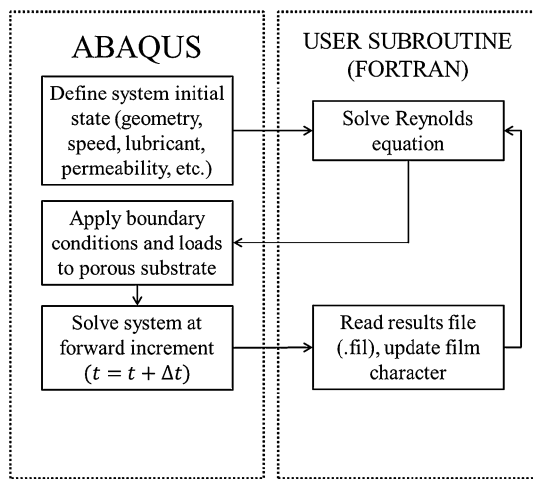 ABAQUS
Define system initial
state (geometry,
speed, lubricant,
permeability, etc.)
Apply boundary
conditions and loads
to porous substrate
Solve system at
forward increment
(t = t + Δt)
USER SUBROUTINE
(FORTRAN)
Solve Reynolds
equation
Read results file
(.fil), update film
character